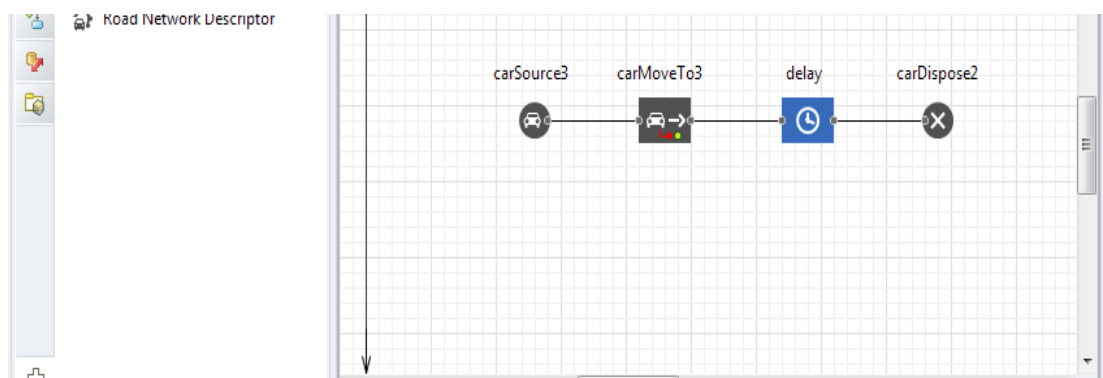 Road Network Descriptor
carSource3 carMoveTo3 delay carDispose2